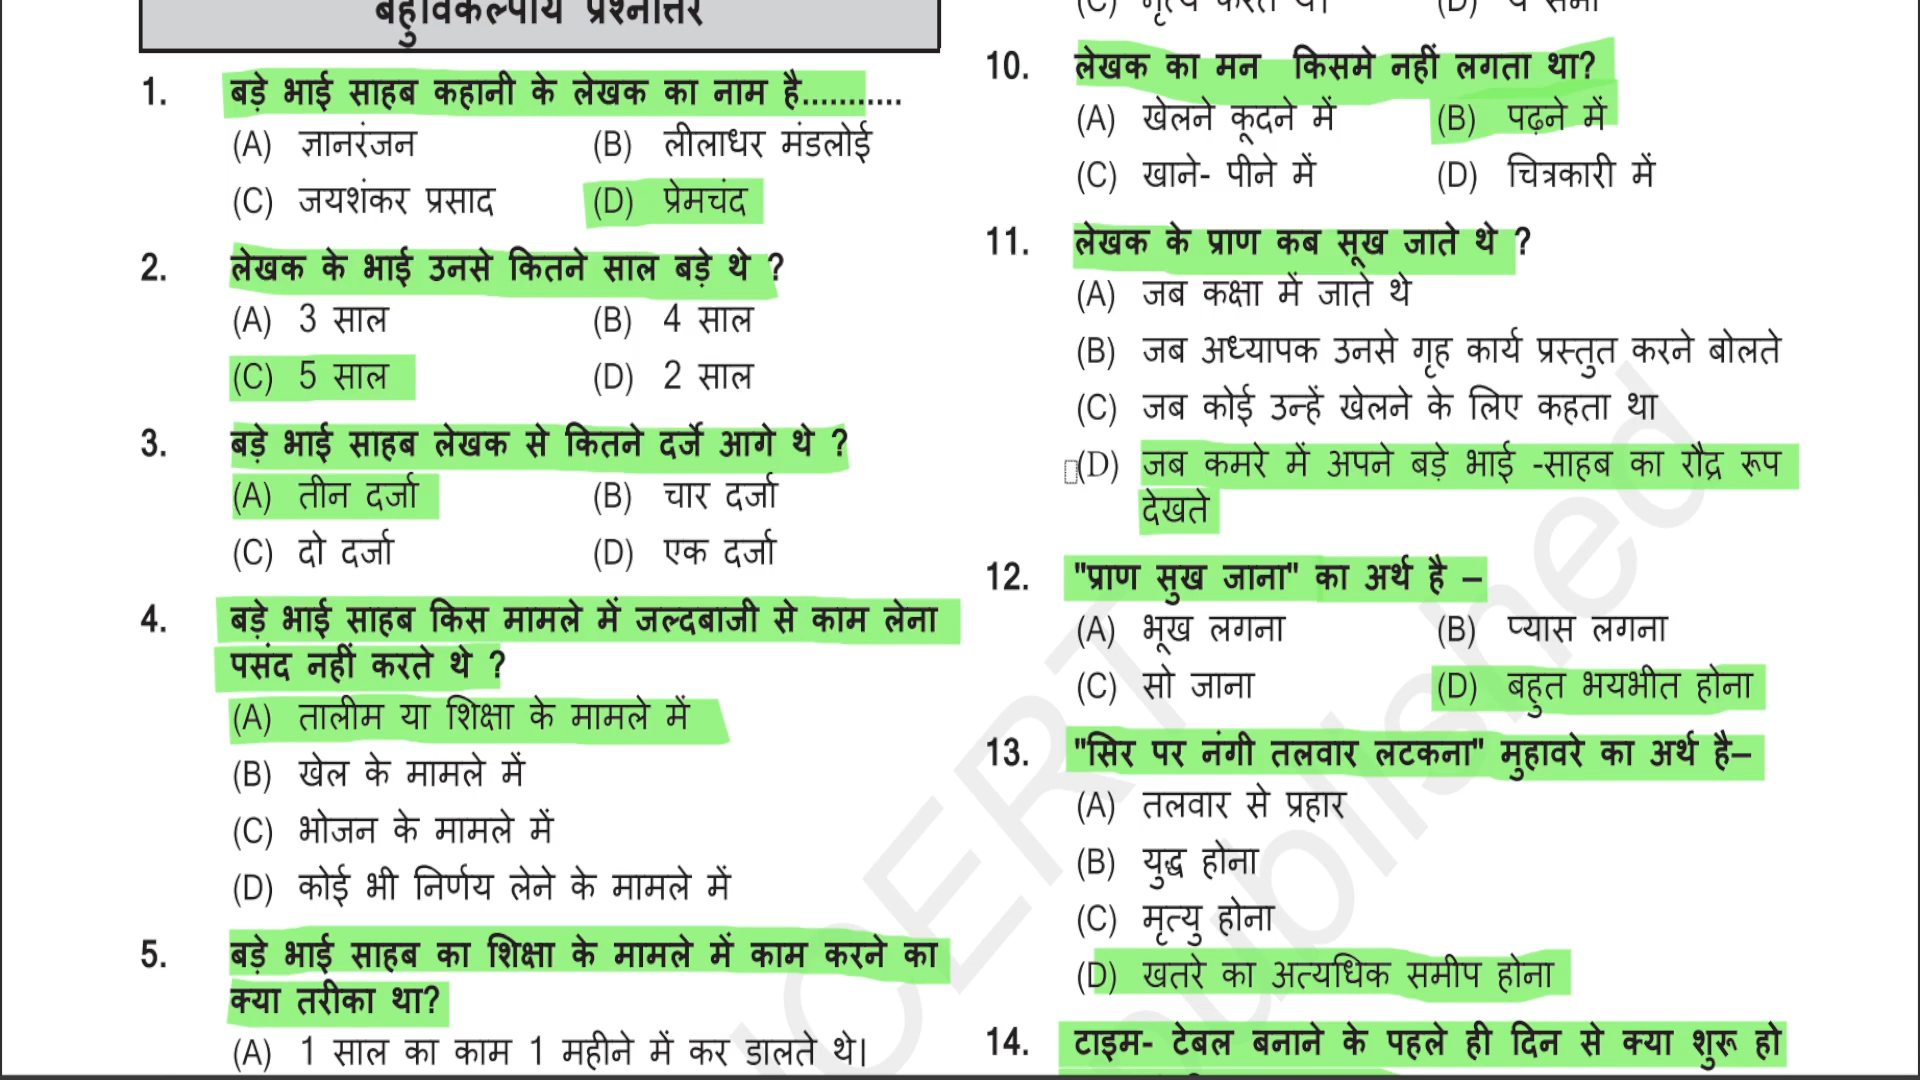 बहुविकल्पीय प्रश्नोत्तर
1. बड़े भाई साहब कहानी के लेखक का नाम है...........
(A) ज्ञानरंजन (B) लीलाधर मंडलोई
(C) जयशंकर प्रसाद (D) प्रेमचंद
2. लेखक के भाई उनसे कितने साल बड़े थे ?
(A) 3 साल (B) 4 साल
(C) 5 साल (D) 2 साल
3. बड़े भाई साहब लेखक से कितने दर्जे आगे थे ?
(A) तीन दर्जा (B) चार दर्जा
(C) दो दर्जा (D) एक दर्जा
4. बड़े भाई साहब किस मामले में जल्दबाजी से काम लेना
पसंद नहीं करते थे ?
(A) तालीम या शिक्षा के मामले में
(B) खेल के मामले में
(C) भोजन के मामले में
(D) कोई भी निर्णय लेने के मामले में
5. बड़े भाई साहब का शिक्षा के मामले में काम करने का
क्या तरीका था?
(A) 1 साल का काम 1 महीने में कर डालते थे।
10. लेखक का मन किसमे नहीं लगता था?
(A) खेलने कूदने में (B) पढ़ने में
(C) खाने- पीने में (D) चित्रकारी में
11. लेखक के प्राण कब सूख जाते थे ?
(A) जब कक्षा में जाते थे
(B) जब अध्यापक उनसे गृह कार्य प्रस्तुत करने बोलते
(C) जब कोई उन्हें खेलने के लिए कहता था
(D) जब कमरे में अपने बड़े भाई -साहब का रौद्र रूप
देखते
12. "प्राण सुख जाना" का अर्थ है –
(A) भूख लगना (B) प्यास लगना
(C) सो जाना (D) बहुत भयभीत होना
13. "सिर पर नंगी तलवार लटकना" मुहावरे का अर्थ है–
(A) तलवार से प्रहार
(B) युद्ध होना
(C) मृत्यु होना
(D) खतरे का अत्यधिक समीप होना
14. टाइम- टेबल बनाने के पहले ही दिन से क्या शुरू हो